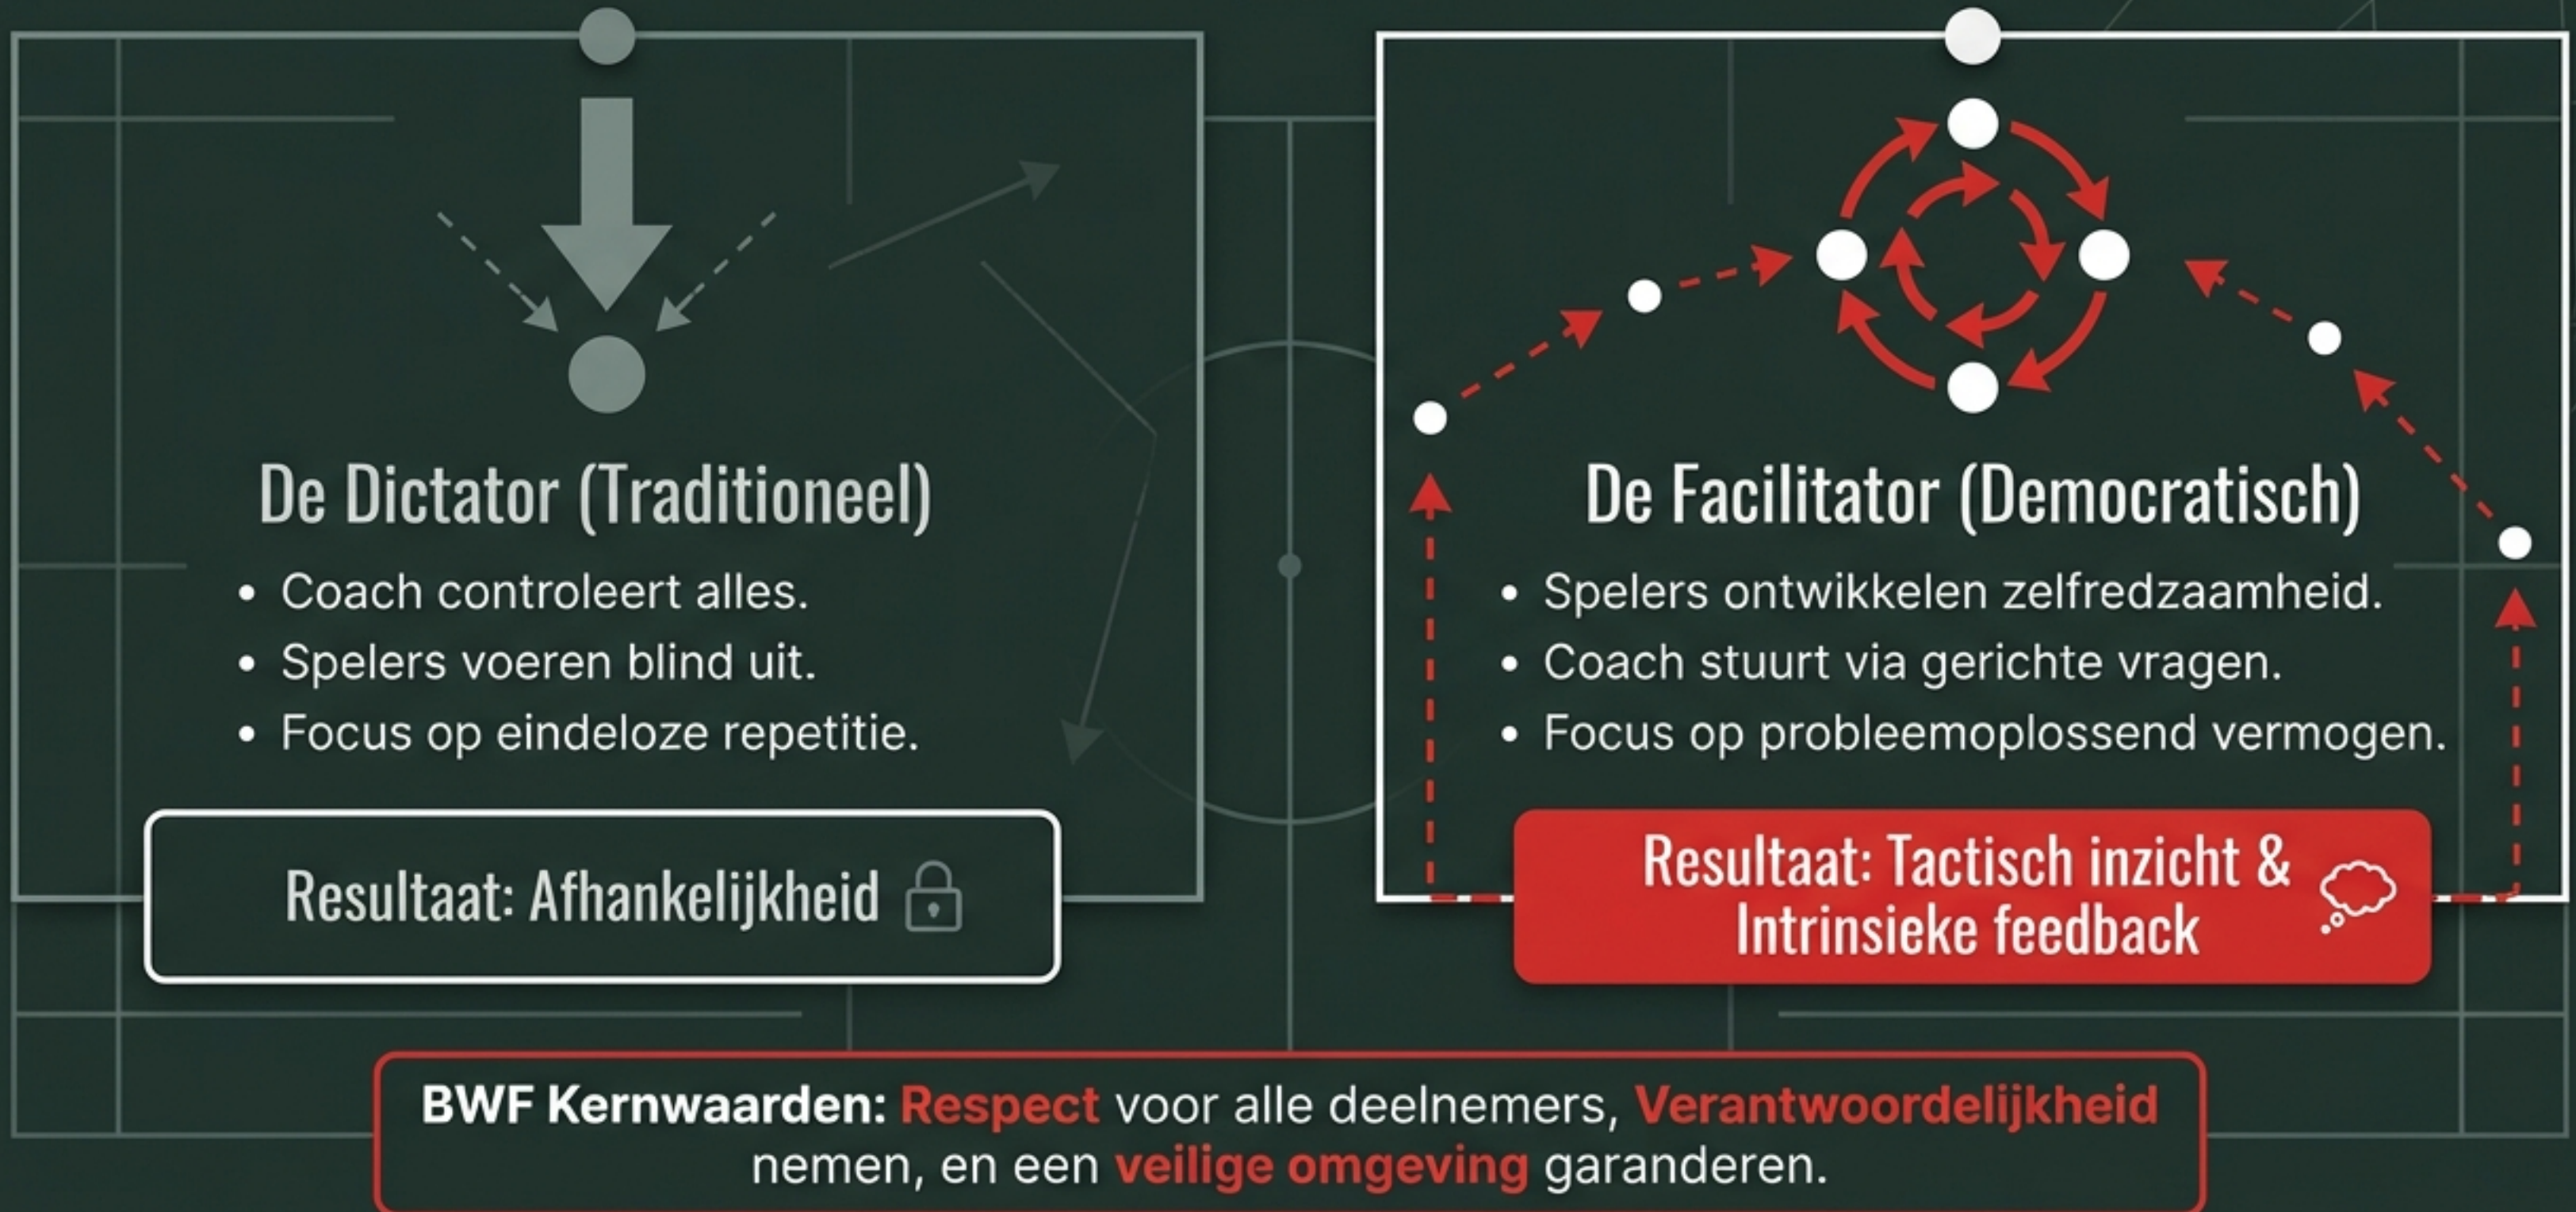 De Dictator (Traditioneel)
• Coach controleert alles.
• Spelers voeren blind uit.
• Focus op eindeloze repetitie.
Resultaat: Afhankelijkheid
De Facilitator (Democratisch)
• Spelers ontwikkelen zelfredzaamheid.
• Coach stuurt via gerichte vragen.
• Focus op probleemoplossend vermogen.
Resultaat: Tactisch inzicht &
Intrinsieke feedback
BWF Kernwaarden: Respect voor alle deelnemers, Verantwoordelijkheid
nemen, en een veilige omgeving garanderen.